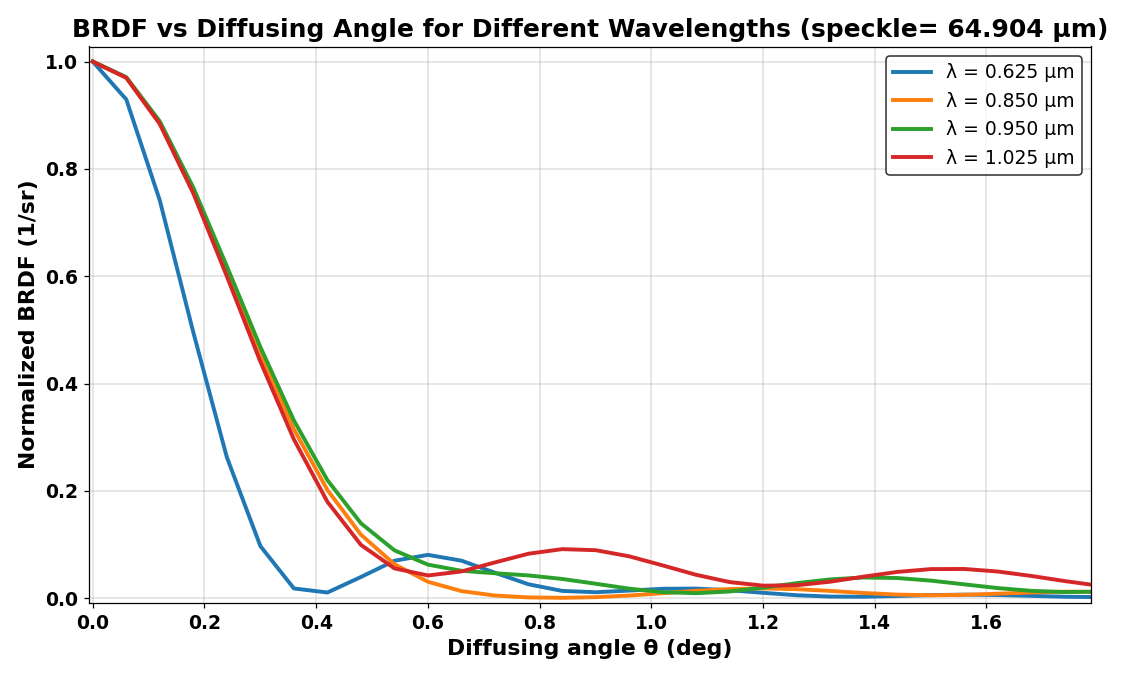 BRDF vs Diffusing Angle for Different Wavelengths (speckle= 64.904 μm)
λ = 0.625 μm
λ = 0.850 μm
λ = 0.950 μm
λ = 1.025 μm
Normalized BRDF (1/sr)
1.0
0.8
0.6
0.4
0.2
0.0
0.0 0.2 0.4 0.6 0.8 1.0 1.2 1.4 1.6
Diffusing angle θ (deg)